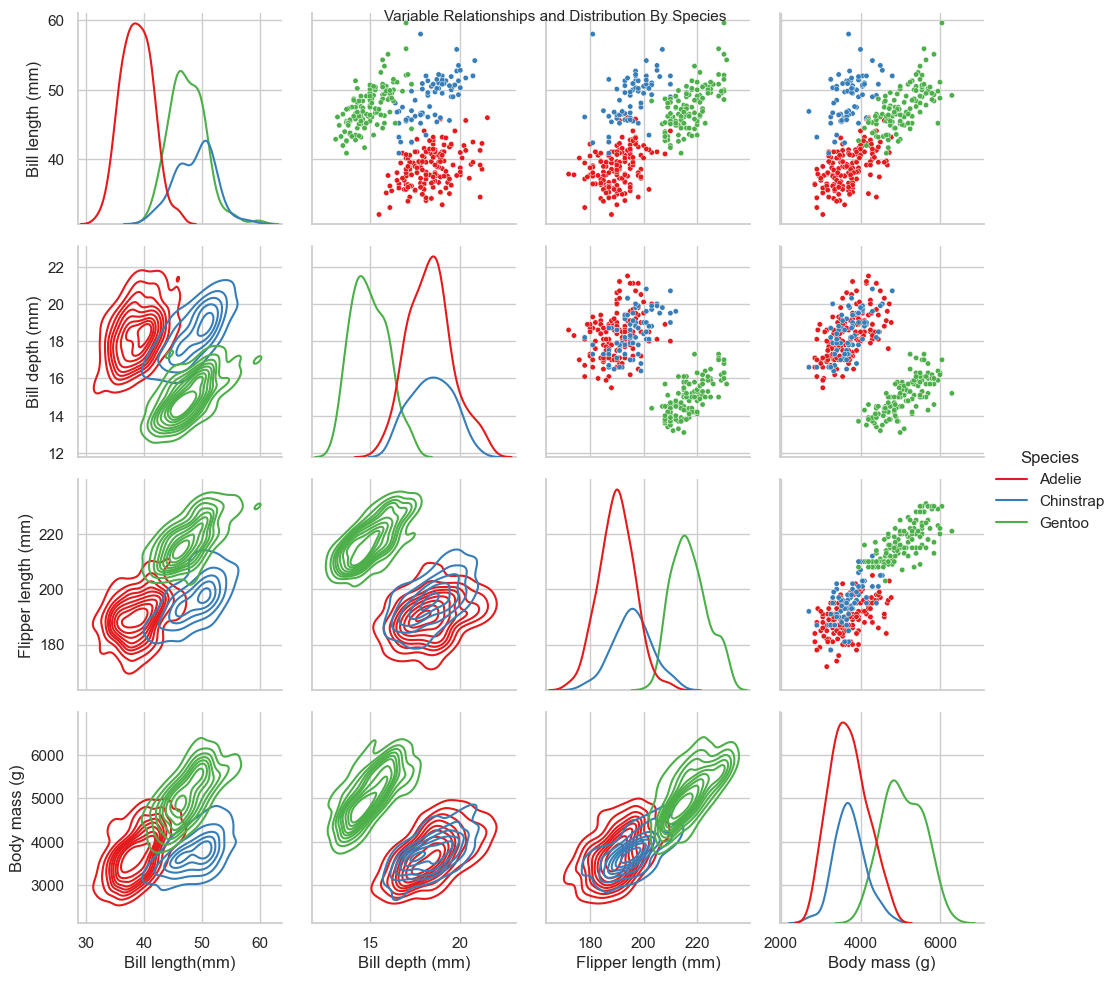 Variable Relationships and Distribution By Species
60
50
40
Bill length (mm)
22
20
18
16
14
12
Bill depth (mm)
220
200
180
Flipper length (mm)
6000
5000
4000
3000
Body mass (g)
30 40 50 60
Bill length(mm)
15 20
Bill depth (mm)
180 200 220
Flipper length (mm)
2000 4000 6000
Body mass (g)
Species
Adelie
Chinstrap
Gentoo